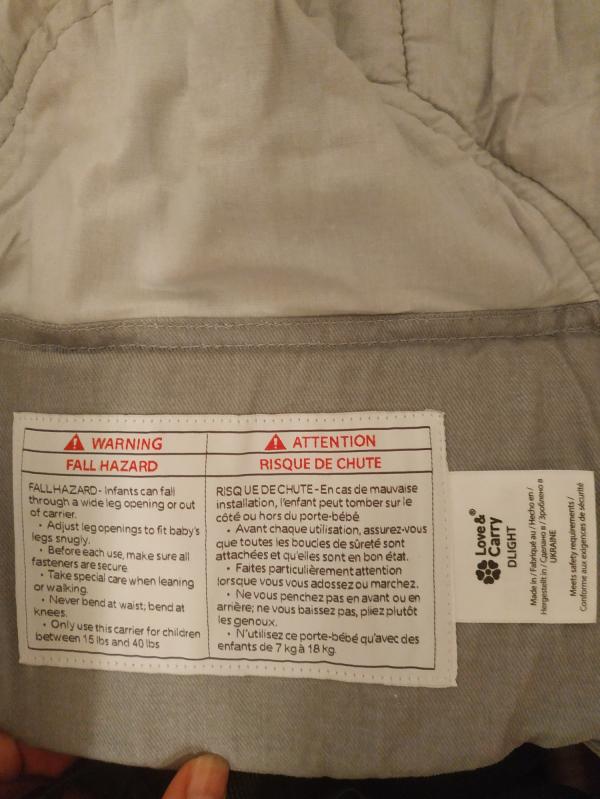 WARNING
FALL HAZARD
FALL HAZARD - Infants can fall
through a wide leg opening or out
of carrier.
• Adjust leg openings to fit baby's
legs snugly.
• Before each use, make sure all
fasteners are secure
• Take special care when leaning
or walking.
• Never bend at waist; bend at
knees.
• Only use this carrier for children
between 15 lbs and 40 lbs
ATTENTION
RISQUE DE CHUTE
RISQUE DE CHUTE - En cas de mauvaise
installation, l'enfant peut tomber sur le
côté ou hors du porte-bébé
• Avant chaque utilisation, assurez-vous
que toutes les boucles de sûreté sont
attachées et qu'elles sont en bon état.
• Faites particulièrement attention
lorsque vous vous adossez ou marchez.
• Ne vous penchez pas en avant ou en
arrière; ne vous baissez pas, pliez plutôt
les genoux.
• N'utilisez ce porte-bébé qu'avec des
enfants de 7 kg à 18 kg.
Love &
Carry®
DLIGHT
Made in / Fabriqué au / Hecho en /
Hergestellt in / Сделано в / Зроблено в
UKRAINE
Meets safety requirements /
Conforme aux exigences de sécurité